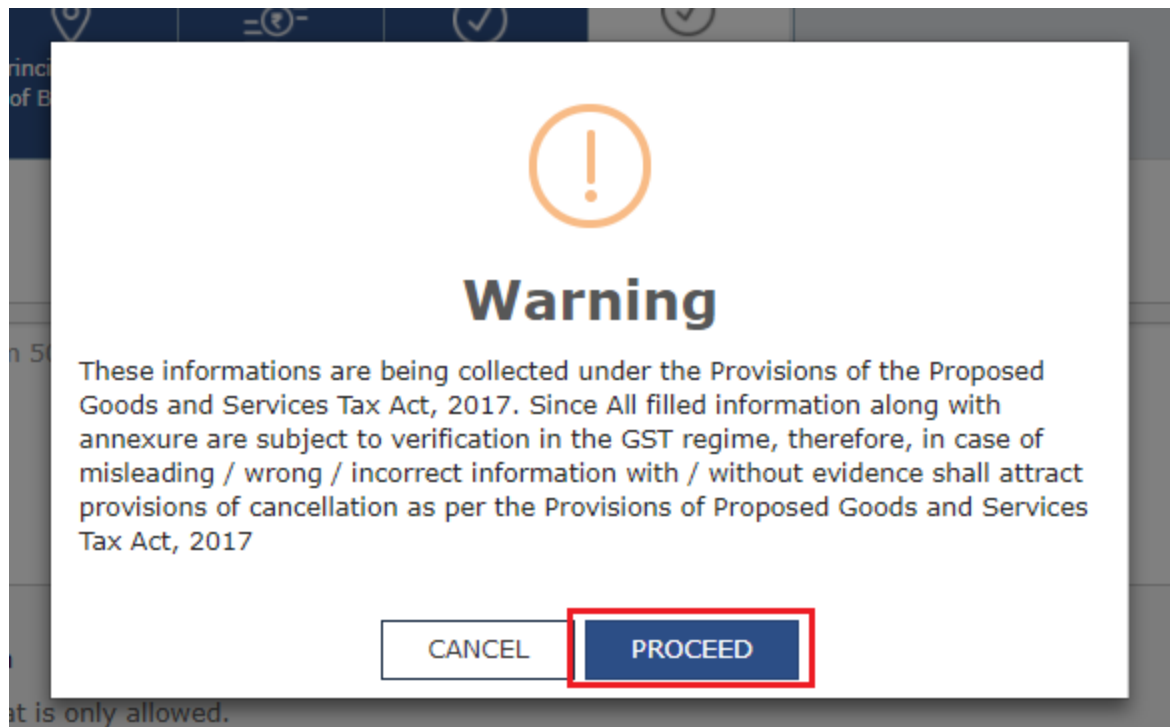 of B
Warning
These informations are being collected under the Provisions of the Proposed
Goods and Services Tax Act, 2017. Since All filled information along with
annexure are subject to verification in the GST regime, therefore, in case of
misleading / wrong / incorrect information with / without evidence shall attract
provisions of cancellation as per the Provisions of Proposed Goods and Services
Tax Act, 2017
CANCEL PROCEED
is only allowed.